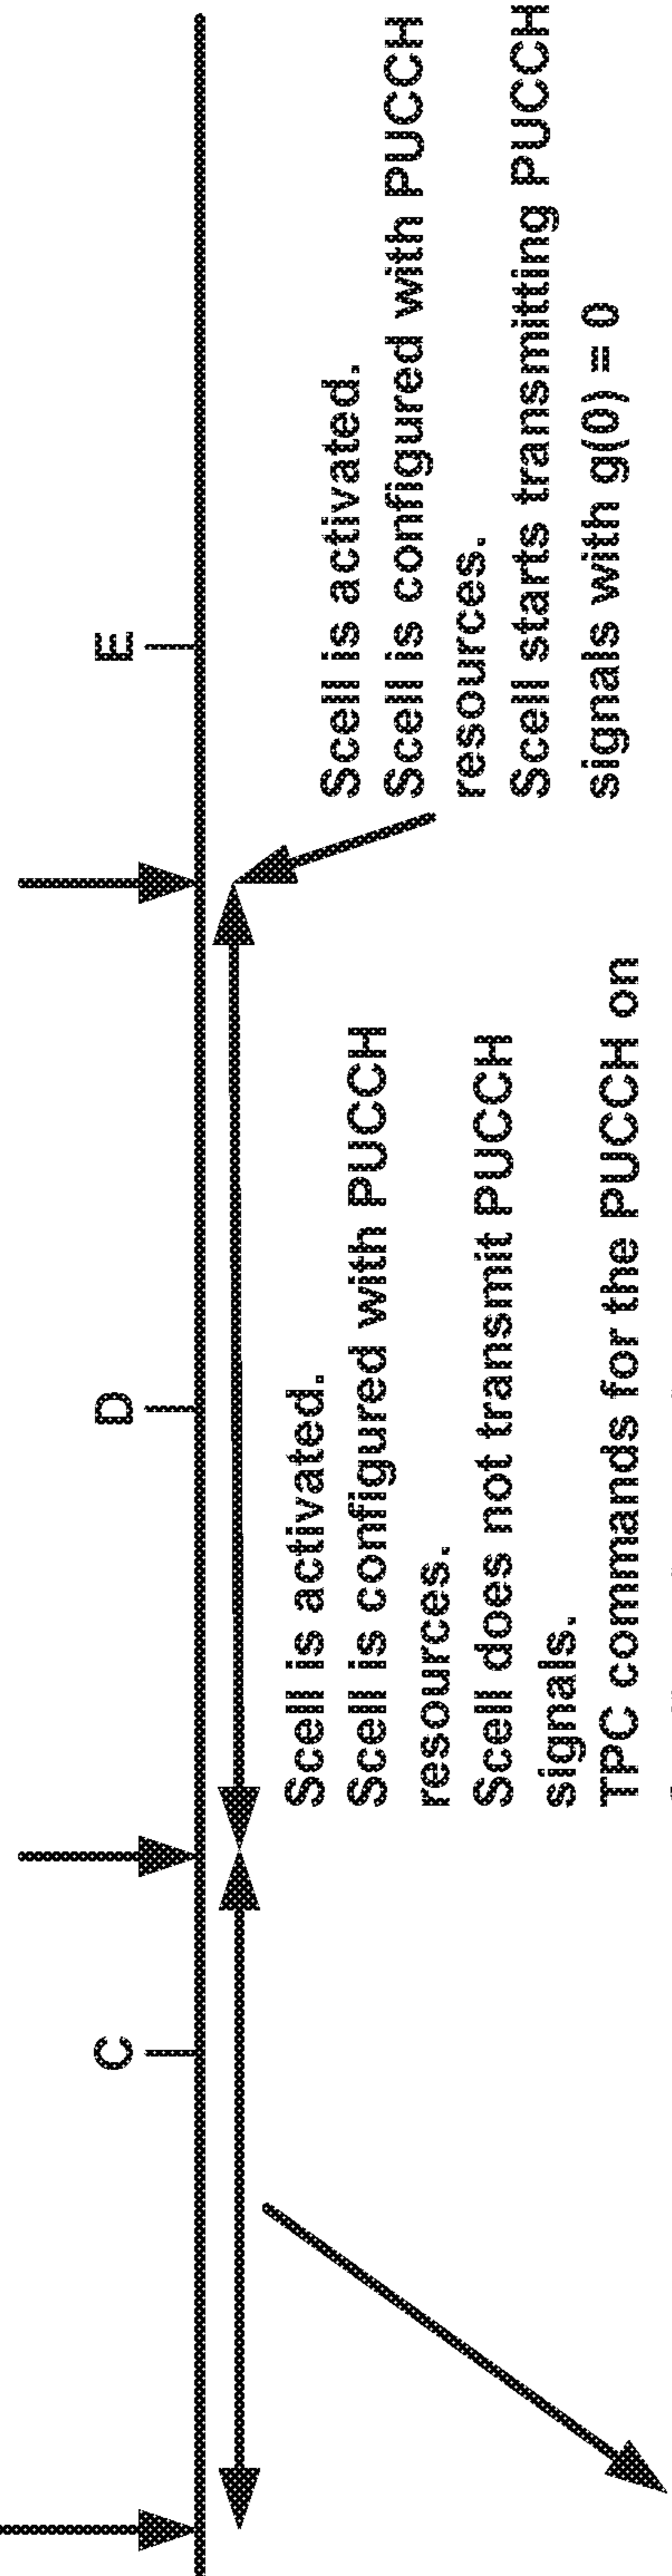 C
D
E
Scell is activated.
Scell is configured with PUCCH
resources.
Scell does not transmit PUCCH
signals.
TPC commands for the PUCCH on
Scell is activated.
Scell is configured with PUCCH
resources.
Scell starts transmitting PUCCH
signals with g(0) = 0